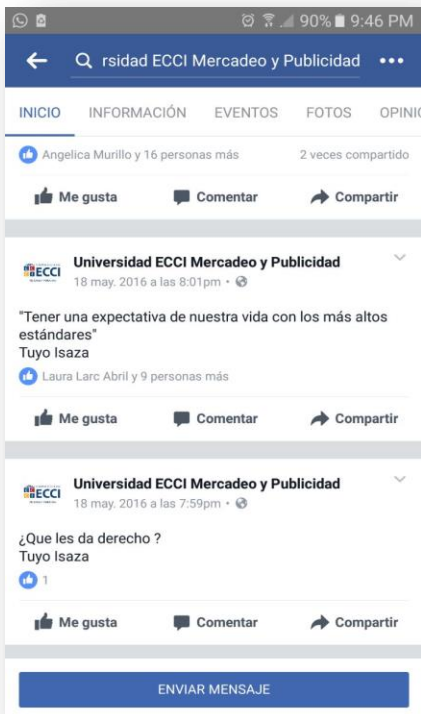 90% 9:46 PM
rsidad ECCI Mercadeo y Publicidad
INICIO INFORMACIÓN EVENTOS FOTOS OPINI
Angelica Murillo y 16 personas más 2 veces compartido
Me gusta Comentar Compartir
ECCI Universidad ECCI Mercadeo y Publicidad
18 may. 2016 a las 8:01pm •
"Tener una expectativa de nuestra vida con los más altos
estándares"
Tuyo Isaza
Laura Larc Abril y 9 personas más
Me gusta Comentar Compartir
ECCI Universidad ECCI Mercadeo y Publicidad
18 may. 2016 a las 7:59pm •
¿Que les da derecho ?
Tuyo Isaza
1
Me gusta Comentar Compartir
ENVIAR MENSAJE